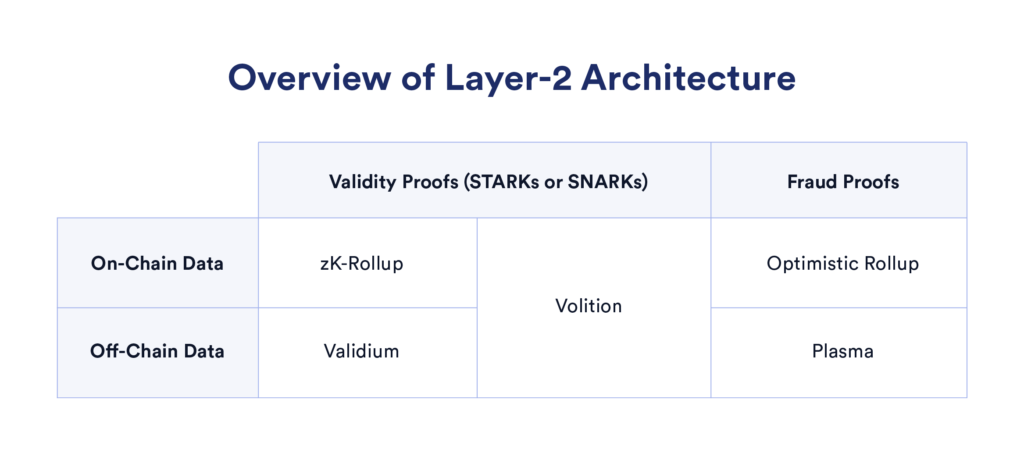 Overview of Layer-2 Architecture
Validity Proofs (STARKs or SNARKs)
Fraud Proofs
On-Chain Data
zK-Rollup
Volition
Optimistic Rollup
Off-Chain Data
Validium
Plasma